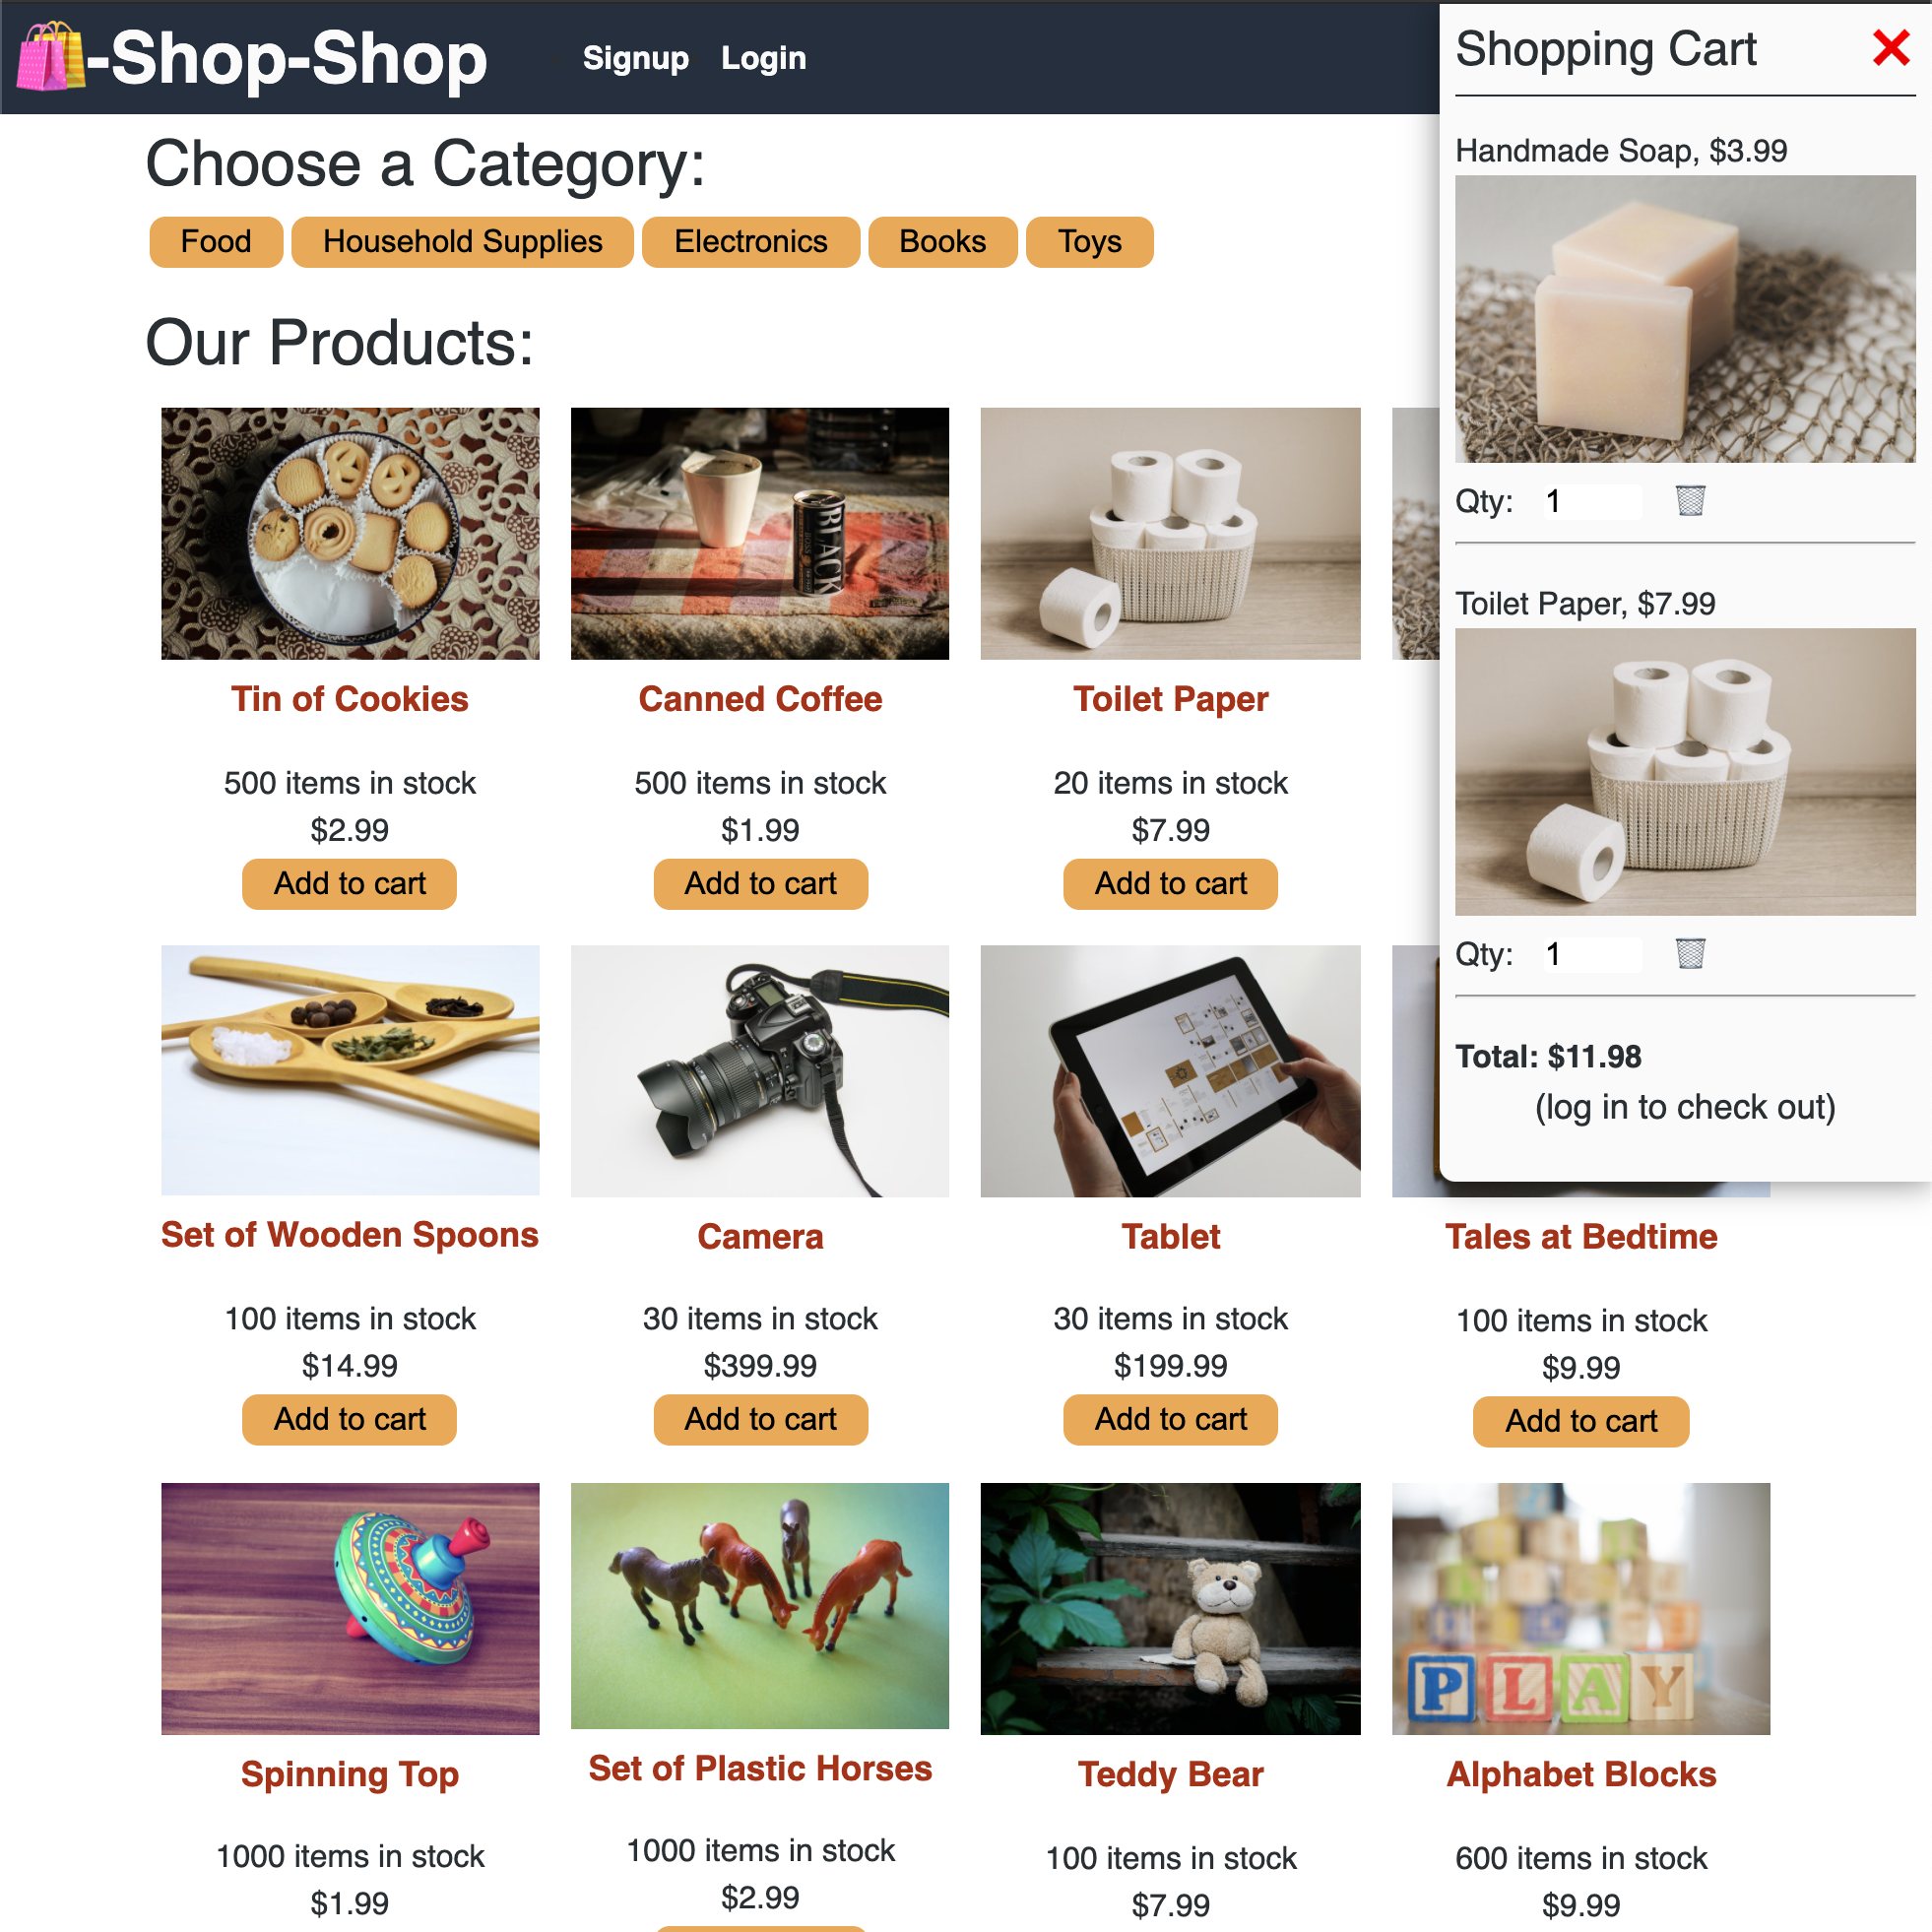 -Shop-Shop
Signup Login
Shopping Cart
Choose a Category:
Food Household Supplies Electronics Books Toys
Our Products:
Handmade Soap, $3.99
Qty: 1
Toilet Paper, $7.99
Qty: 1
Total: $11.98
(log in to check out)
BOSS
BLACK
Tin of Cookies
500 items in stock
$2.99
Add to cart
Canned Coffee
500 items in stock
$1.99
Add to cart
Toilet Paper
20 items in stock
$7.99
Add to cart
Set of Wooden Spoons
100 items in stock
$14.99
Add to cart
Camera
30 items in stock
$399.99
Add to cart
Tablet
30 items in stock
$199.99
Add to cart
Tales at Bedtime
100 items in stock
$9.99
Add to cart
Spinning Top
1000 items in stock
$1.99
Set of Plastic Horses
1000 items in stock
$2.99
Teddy Bear
100 items in stock
$7.99
PLAY
Alphabet Blocks
600 items in stock
$9.99